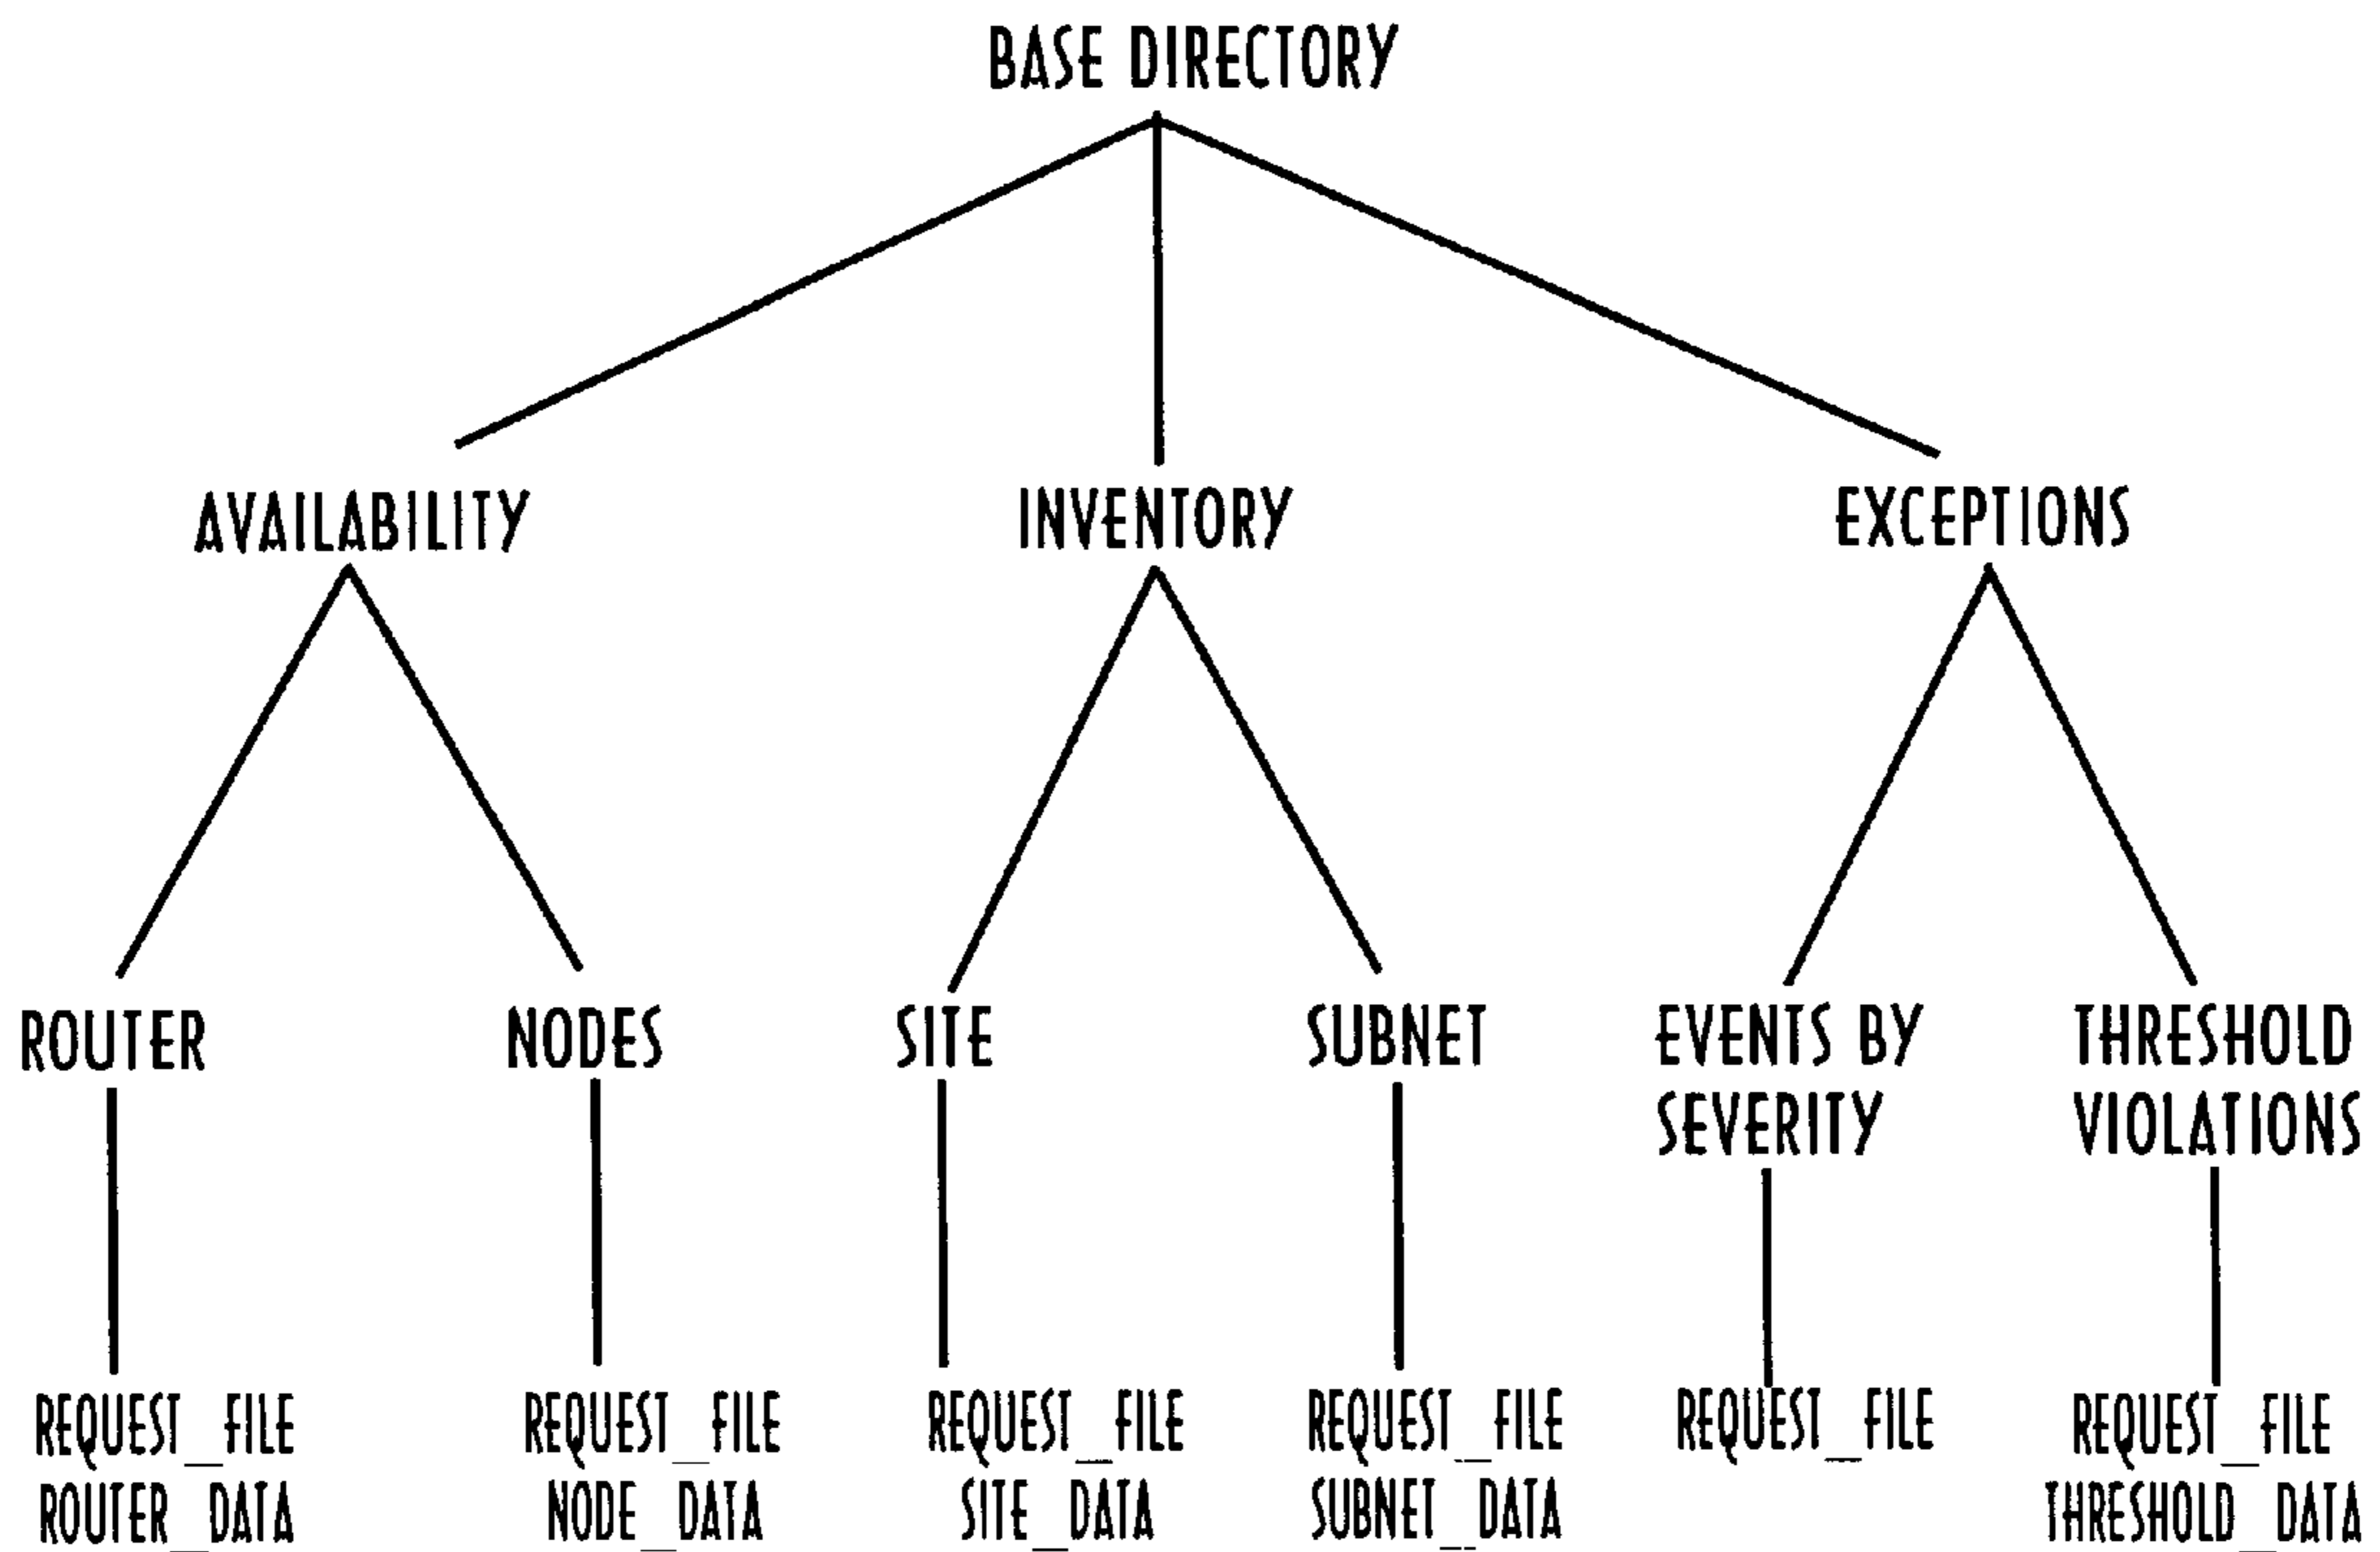 BASE DIRECTORY
AVAILABILITY
INVENTORY
EXCEPTIONS
ROUTER
NODES
SITE
SUBNET
EVENTS BY
SEVERITY
THRESHOLD
VIOLATIONS
REQUEST_FILE
ROUTER_DATA
REQUEST_FILE
NODE_DATA
REQUEST_FILE
SITE_DATA
REQUEST_FILE
SUBNET_DATA
REQUEST_FILE
REQUEST_FILE
THRESHOLD_DATA